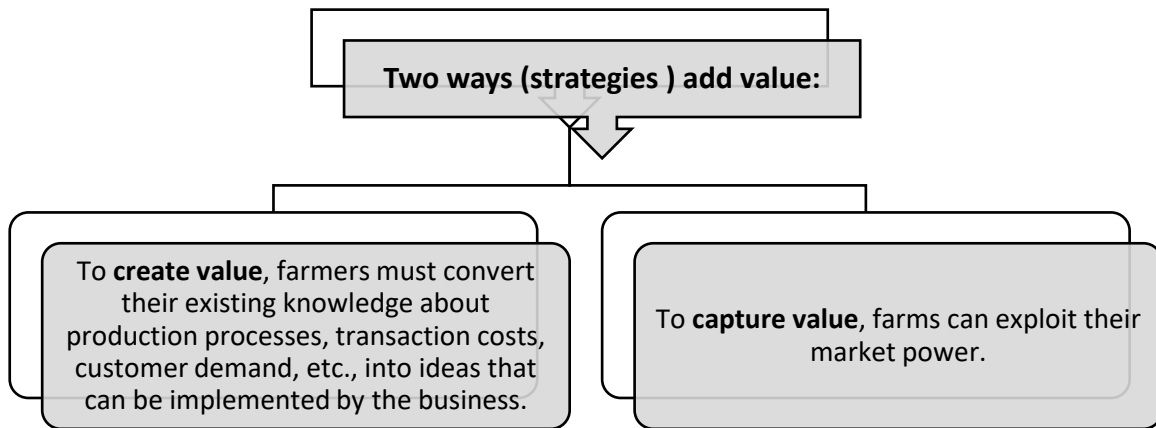 Two ways (strategies ) add value:
To create value, farmers must convert
their existing knowledge about
production processes, transaction costs,
customer demand, etc., into ideas that
can be implemented by the business.
To capture value, farms can exploit their
market power.